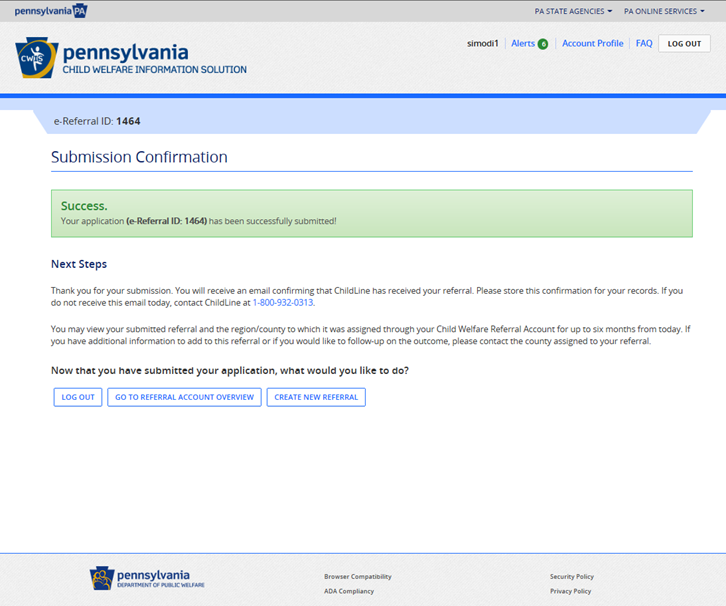 pennsylvania PA
PA STATE AGENCIES PA ONLINE SERVICES
CWIS
pennsylvania
CHILD WELFARE INFORMATION SOLUTION
simodi1 Alerts 6 Account Profile FAQ LOG OUT
e-Referral ID: 1464
Submission Confirmation
Success.
Your application (e-Referral ID: 1464) has been successfully submitted!
Next Steps
Thank you for your submission. You will receive an email confirming that ChildLine has received your referral. Please store this confirmation for your records. If you
do not receive this email today, contact ChildLine at 1-800-932-0313.
You may view your submitted referral and the region/county to which it was assigned through your Child Welfare Referral Account for up to six months from today. If
you have additional information to add to this referral or if you would like to follow-up on the outcome, please contact the county assigned to your referral.
Now that you have submitted your application, what would you like to do?
LOG OUT GO TO REFERRAL ACCOUNT OVERVIEW CREATE NEW REFERRAL
pennsylvania
DEPARTMENT OF PUBLIC WELFARE
Browser Compatibility Security Policy
ADA Compliancy Privacy Policy